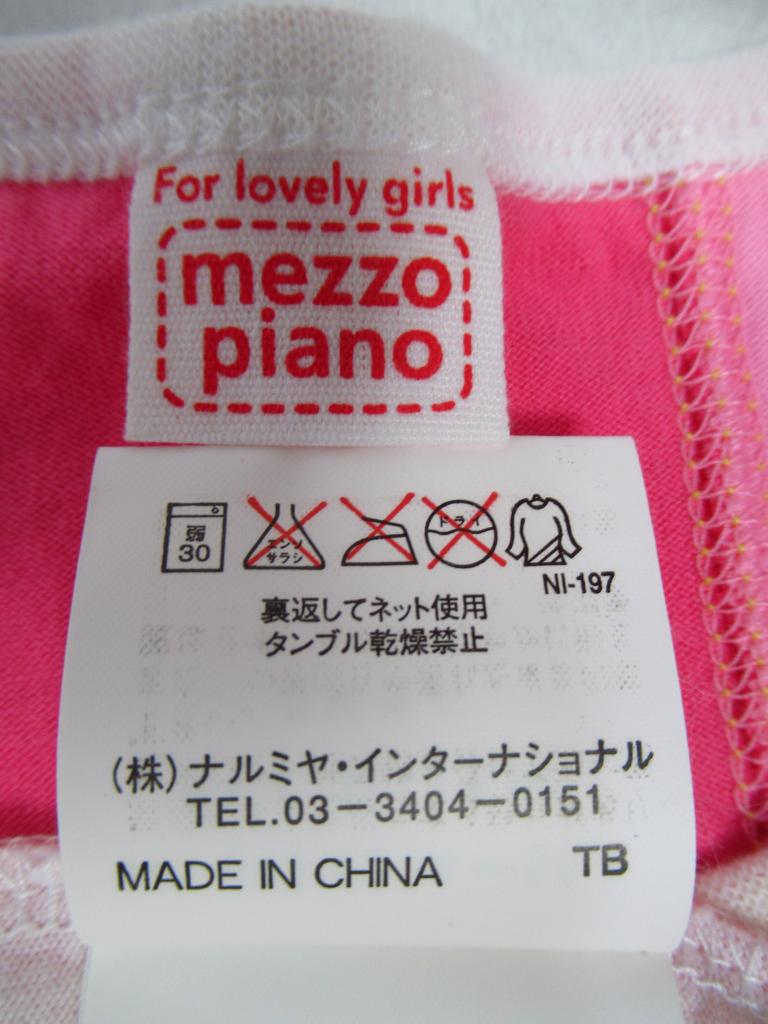 For lovely girls
mezzo
piano
弱
30
エンソ
サラシ
ドライ
NI-197
裏返してネット使用
タンブル乾燥禁止
(株)ナルミヤ・インターナショナル
TEL.03-3404-0151
MADE IN CHINA TB